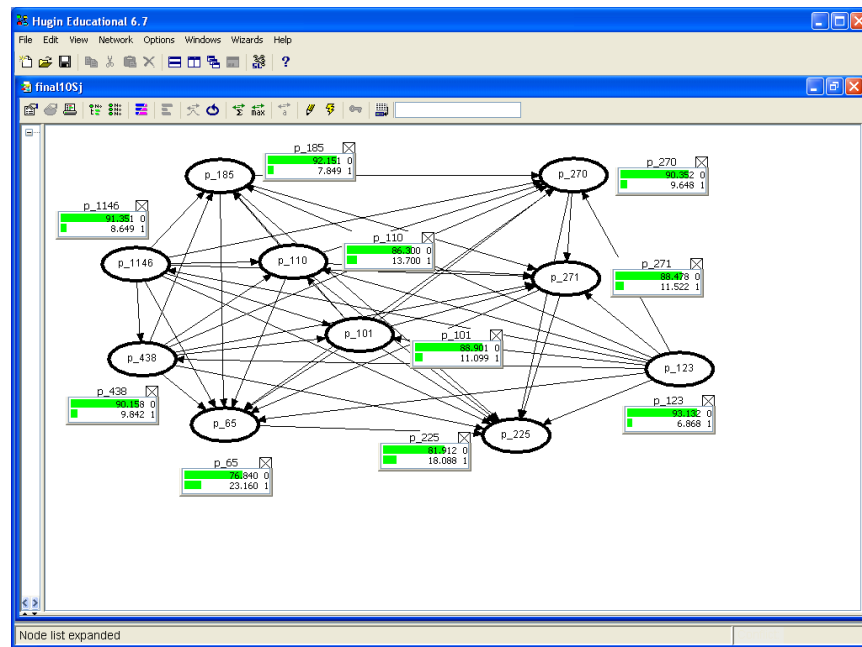 Hugin Educational 6.7
File Edit View Network Options Windows Wizards Help
final10Sj
p_185
92.151 0
7.849 1
p_270
90.352 0
9.648 1
p_185
p_270
p_1146
91.351 0
8.649 1
p_110
86.300 0
13.700 1
p_271
88.478 0
11.522 1
p_1146
p_110
p_271
p_101
p_101
88.901 0
11.099 1
p_438
p_123
p_438
90.158 0
9.842 1
p_123
93.132 0
6.868 1
p_65
p_225
p_225
81.912 0
18.088 1
p_65
76.840 0
23.160 1
Node list expanded